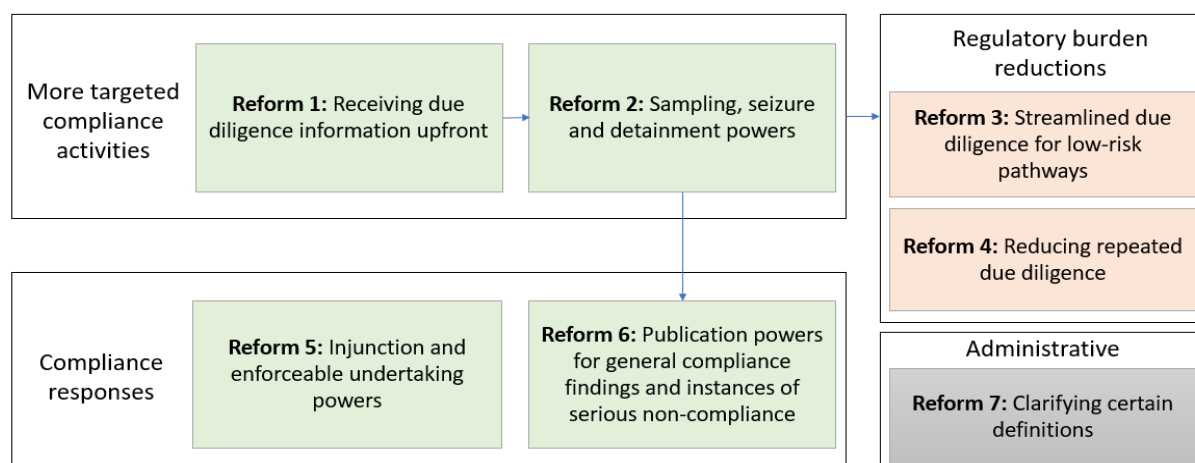 More targeted
compliance
activities
Reform 1: Receiving due
diligence information upfront
Reform 2: Sampling, seizure
and detainment powers
Regulatory burden
reductions
Reform 3: Streamlined due
diligence for low-risk
pathways
Reform 4: Reducing repeated
due diligence
Compliance
responses
Reform 5: Injunction and
enforceable undertaking
powers
Reform 6: Publication powers
for general compliance
findings and instances of
serious non-compliance
Administrative
Reform 7: Clarifying certain
definitions